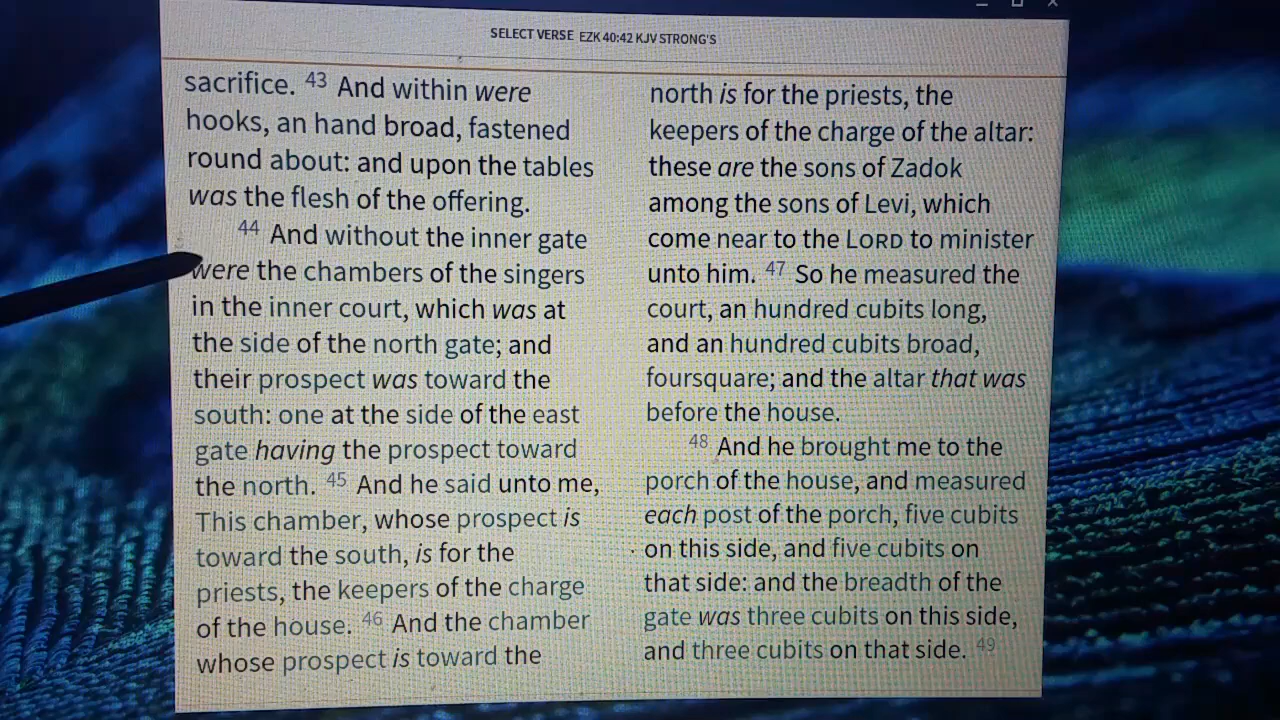 SELECT VERSE EZK 40:42 KJV STRONG'S
sacrifice. 43 And within were
hooks, an hand broad, fastened
round about: and upon the tables
was the flesh of the offering.
44 And without the inner gate
were the chambers of the singers
in the inner court, which was at
the side of the north gate; and
their prospect was toward the
south: one at the side of the east
gate having the prospect toward
the north. 45 And he said unto me,
This chamber, whose prospect is
toward the south, is for the
priests, the keepers of the charge
of the house. 46 And the chamber
whose prospect is toward the
north is for the priests, the
keepers of the charge of the altar:
these are the sons of Zadok
among the sons of Levi, which
come near to the LORD to minister
unto him. 47 So he measured the
court, an hundred cubits long,
and an hundred cubits broad,
foursquare; and the altar that was
before the house.
48 And he brought me to the
porch of the house, and measured
each post of the porch, five cubits
on this side, and five cubits on
that side: and the breadth of the
gate was three cubits on this side,
and three cubits on that side. 49